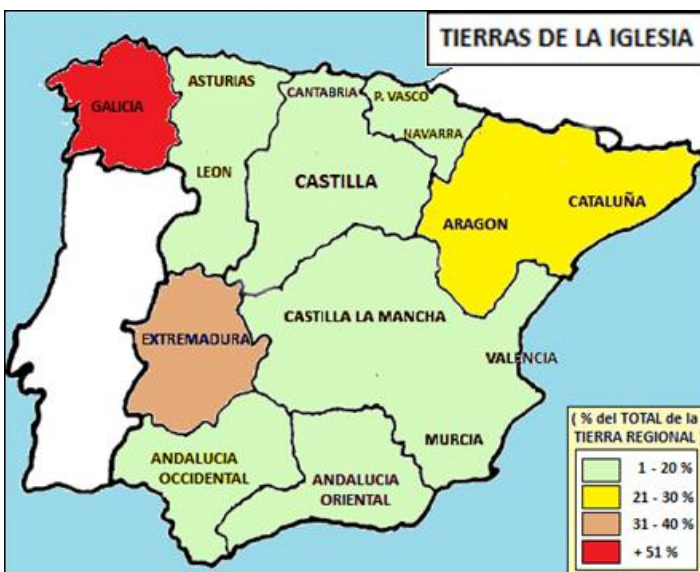 TIERRAS DE LA IGLESIA
ASTURIAS
CANTABRIA
P. VASCO
GALICIA
NAVARRA
LEON
CASTILLA
CATALUÑA
ARAGON
CASTILLA LA MANCHA
EXTREMADURA
VALENCIA
MURCIA
ANDALUCIA
OCCIDENTAL
ANDALUCIA
ORIENTAL
( % del TOTAL de la
TIERRA REGIONAL )
1 - 20 %
21 - 30 %
31 - 40 %
+ 51 %